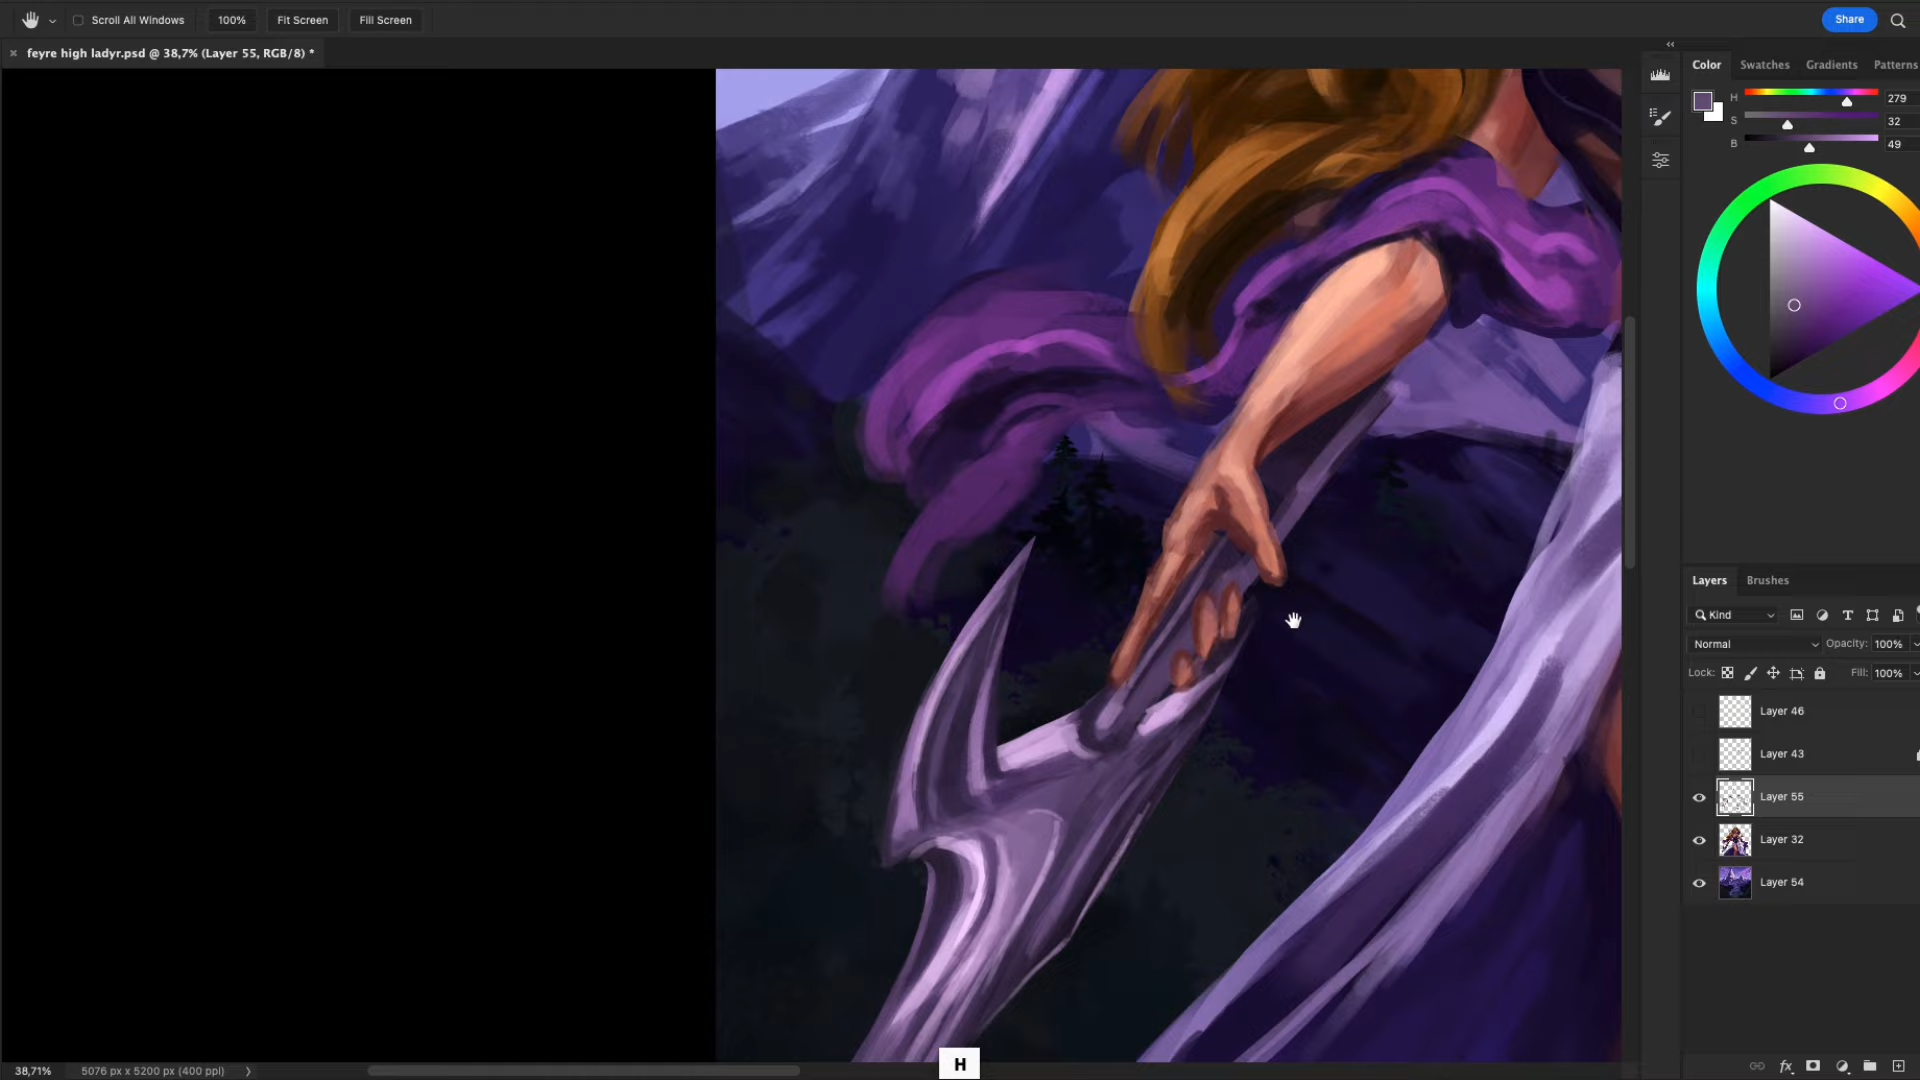 Scroll All Windows 100% Fit Screen Fill Screen Share
feyre high ladyr.psd @ 38,7% (Layer 55, RGB/8) *
Color Swatches Gradients Patterns
H 279
S 32
B 49
Layers Brushes
Kind
Normal Opacity: 100%
Lock: Fill: 100%
Layer 46
Layer 43
Layer 55
Layer 32
Layer 54
38,71% 5076 px x 5200 px (400 ppi)
H
fx